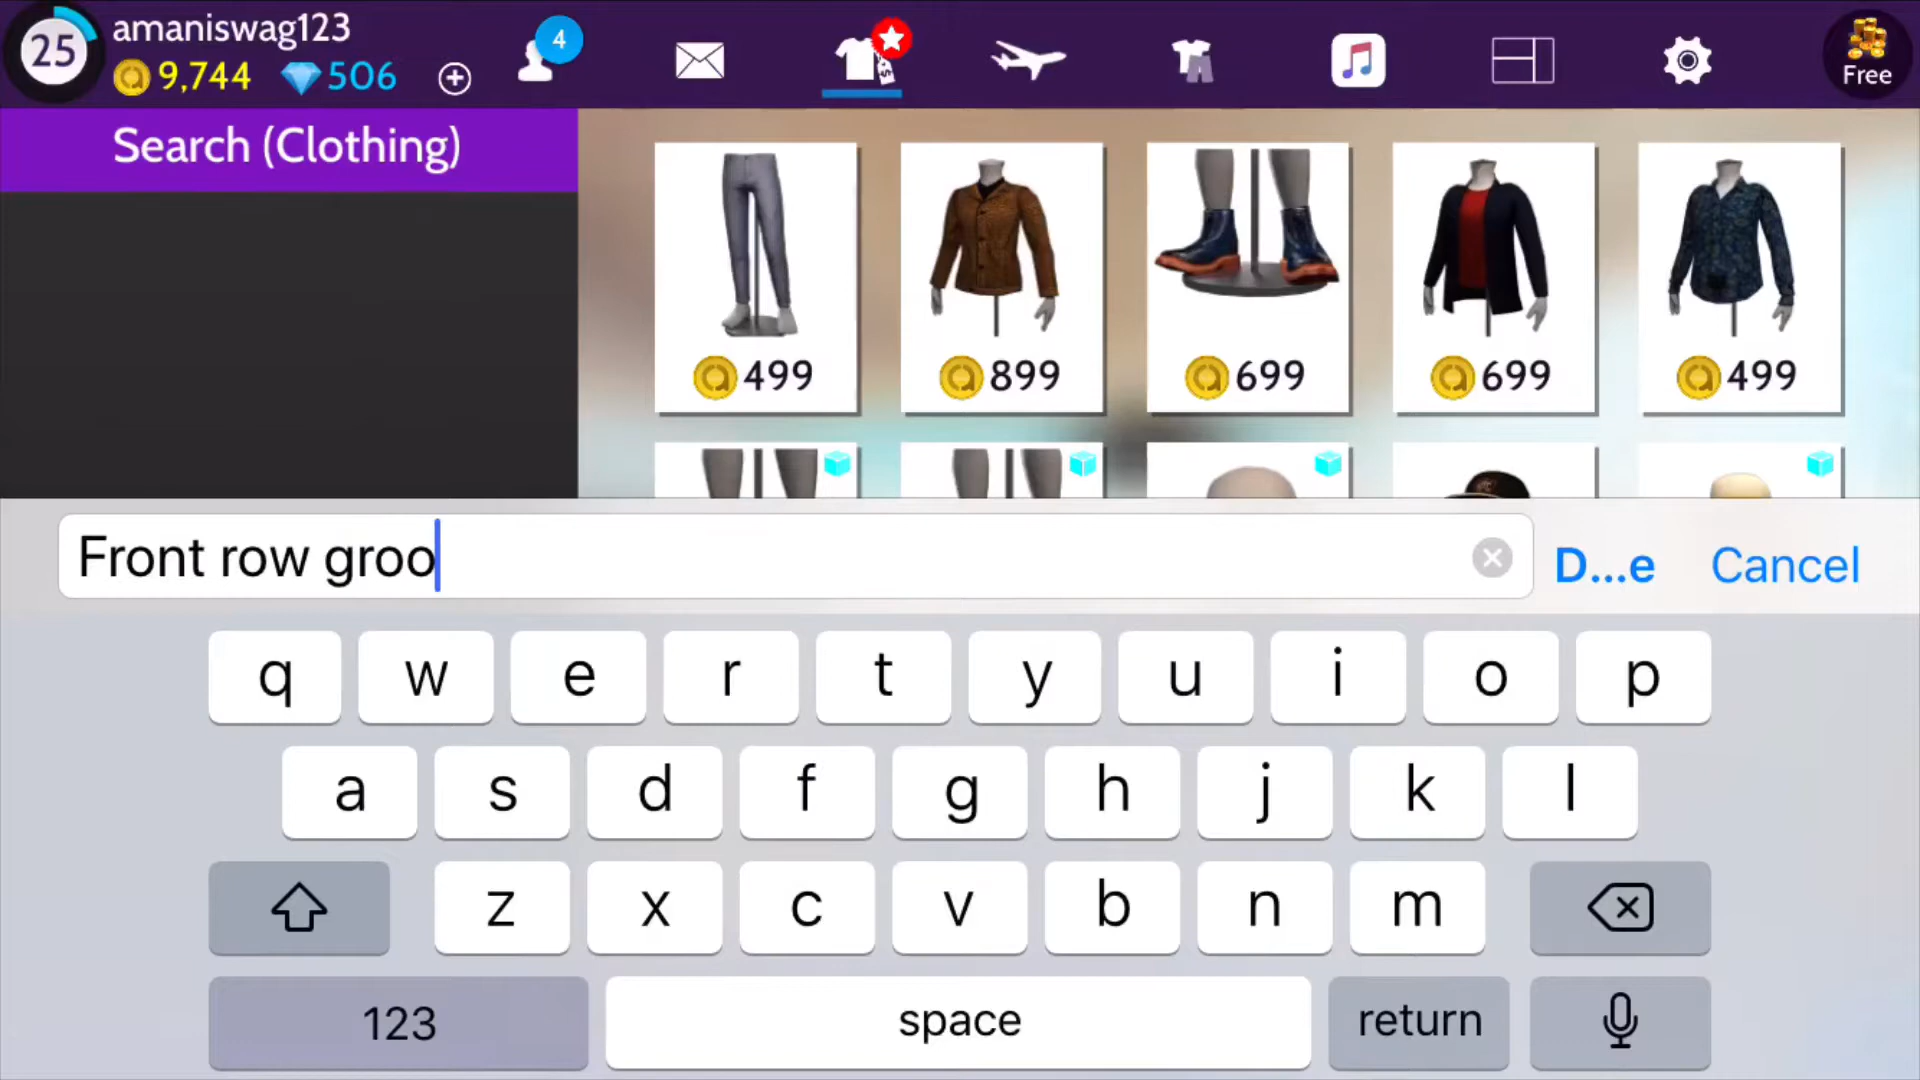 25
amaniswag123
9,744
506
4
Free
Search (Clothing)
499
899
699
699
499
Front row groo
D...e
Cancel
q w e r t y u i o p
a s d f g h j k l
z x c v b n m
123
space
return